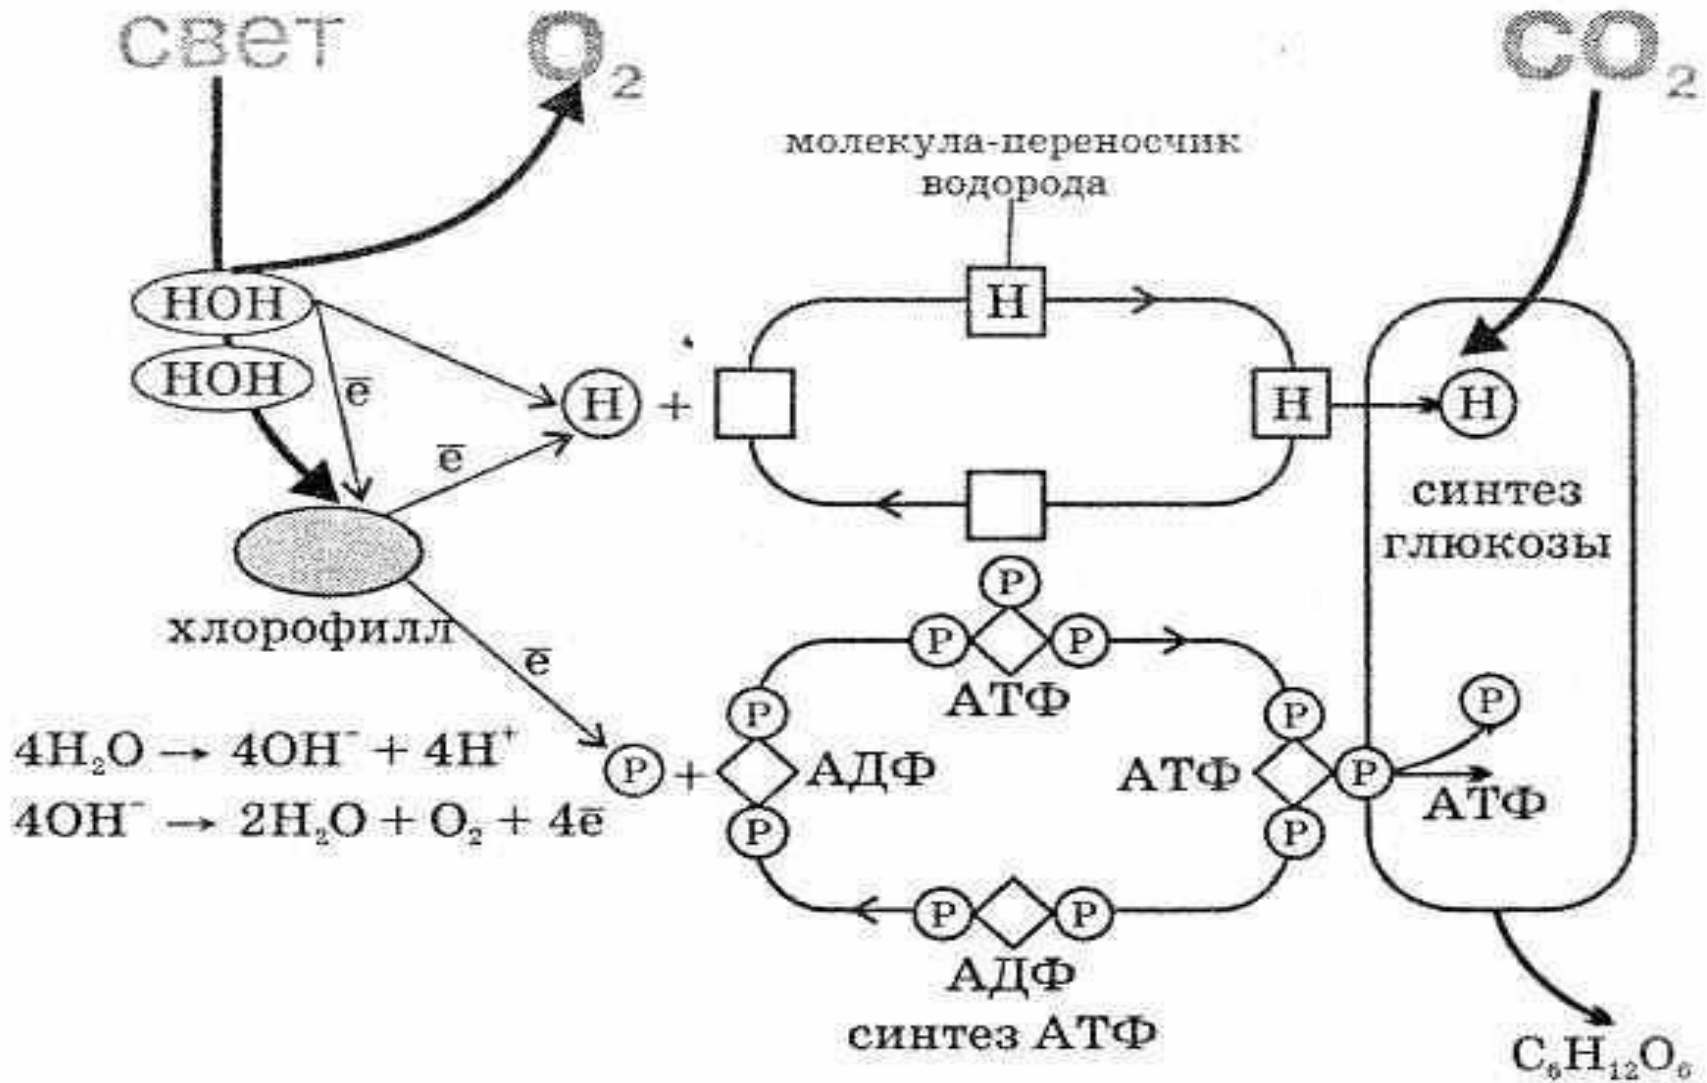 свет
O₂
CO₂
молекула-переносчик
водорода
HOH
H
HOH
e̅
H
+
H
H
e̅
синтез
глюкозы
хлорофилл
P
P
P
АТФ
e̅
P
P
P
4H₂O → 4OH⁻ + 4H⁺
P
+
АДФ
АТФ
P
АТФ
4OH⁻ → 2H₂O + O₂ + 4e̅
P
P
P
P
АДФ
синтез АТФ
C₆H₁₂O₆